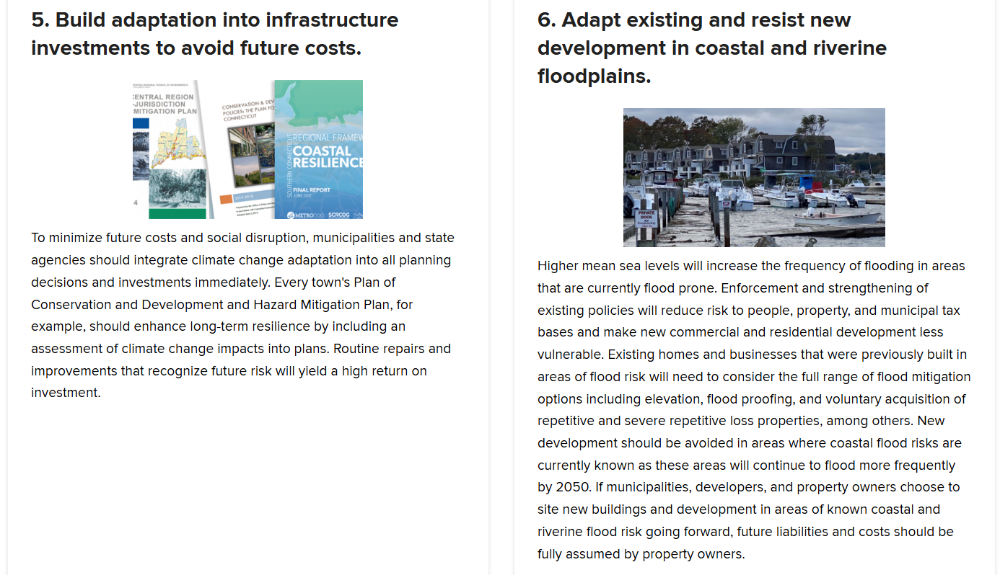 5. Build adaptation into infrastructure
investments to avoid future costs.
ENTRAL REGION
-JURISDICTION
MITIGATION PLAN
4
CONSERVATION & DEV
POLICIES: THE PLAN FO
CONNECTICUT
SOUTHERN CONNECTICUT
REGIONAL FRAMEW
COASTAL
RESILIENCE
FINAL REPORT
JUNE 2017
METROCOG SCRCOG
To minimize future costs and social disruption, municipalities and state
agencies should integrate climate change adaptation into all planning
decisions and investments immediately. Every town's Plan of
Conservation and Development and Hazard Mitigation Plan, for
example, should enhance long-term resilience by including an
assessment of climate change impacts into plans. Routine repairs and
improvements that recognize future risk will yield a high return on
investment.
6. Adapt existing and resist new
development in coastal and riverine
floodplains.
PRIVATE
DOCK
Higher mean sea levels will increase the frequency of flooding in areas
that are currently flood prone. Enforcement and strengthening of
existing policies will reduce risk to people, property, and municipal tax
bases and make new commercial and residential development less
vulnerable. Existing homes and businesses that were previously built in
areas of flood risk will need to consider the full range of flood mitigation
options including elevation, flood proofing, and voluntary acquisition of
repetitive and severe repetitive loss properties, among others. New
development should be avoided in areas where coastal flood risks are
currently known as these areas will continue to flood more frequently
by 2050. If municipalities, developers, and property owners choose to
site new buildings and development in areas of known coastal and
riverine flood risk going forward, future liabilities and costs should be
fully assumed by property owners.